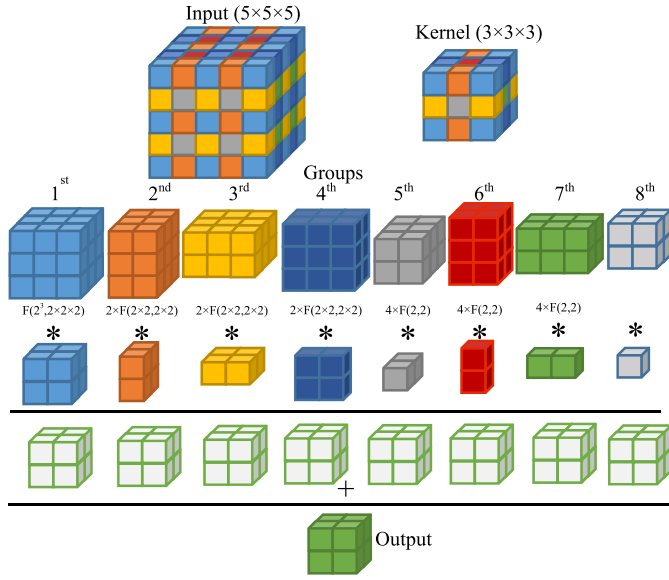 Input (5×5×5)
Kernel (3×3×3)
Groups
1st 2nd 3rd 4th 5th 6th 7th 8th
F(2³,2×2×2) 2×F(2×2,2×2) 2×F(2×2,2×2) 2×F(2×2,2×2) 4×F(2,2) 4×F(2,2) 4×F(2,2)
* * * * * * * *
+
Output